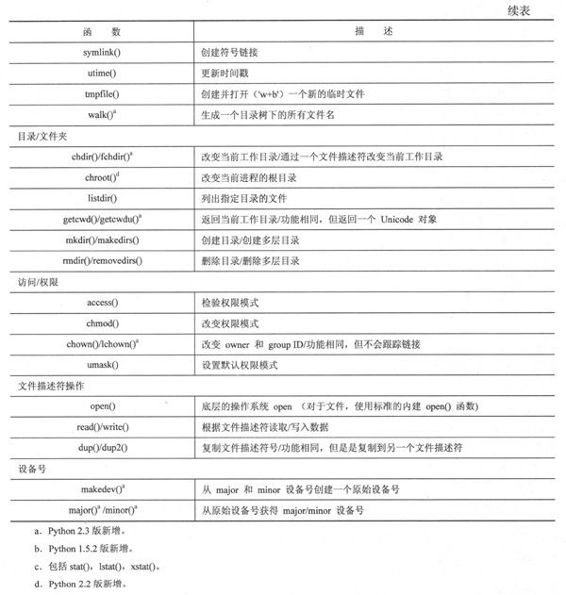 续表
函 数 描 述
symlink() 创建符号链接
utime() 更新时间戳
tmpfile() 创建并打开（'w+b'）一个新的临时文件
walk()a 生成一个目录树下的所有文件名
目录/文件夹
chdir()/fchdir()a 改变当前工作目录/通过一个文件描述符改变当前工作目录
chroot()d 改变当前进程的根目录
listdir() 列出指定目录的文件
getcwd()/getcwdu()a 返回当前工作目录/功能相同，但返回一个 Unicode 对象
mkdir()/makedirs() 创建目录/创建多层目录
rmdir()/removedirs() 删除目录/删除多层目录
访问/权限
access() 检验权限模式
chmod() 改变权限模式
chown()/lchown()a 改变 owner 和 group ID/功能相同，但不会跟踪链接
umask() 设置默认权限模式
文件描述符操作
open() 底层的操作系统 open （对于文件，使用标准的内建 open() 函数)
read()/write() 根据文件描述符读取/写入数据
dup()/dup2() 复制文件描述符号/功能相同，但是是复制到另一个文件描述符
设备号
makedev()a 从 major 和 minor 设备号创建一个原始设备号
major()a /minor()a 从原始设备号获得 major/minor 设备号
a．Python 2.3 版新增。
b．Python 1.5.2 版新增。
c．包括 stat()，lstat()，xstat()。
d．Python 2.2 版新增。